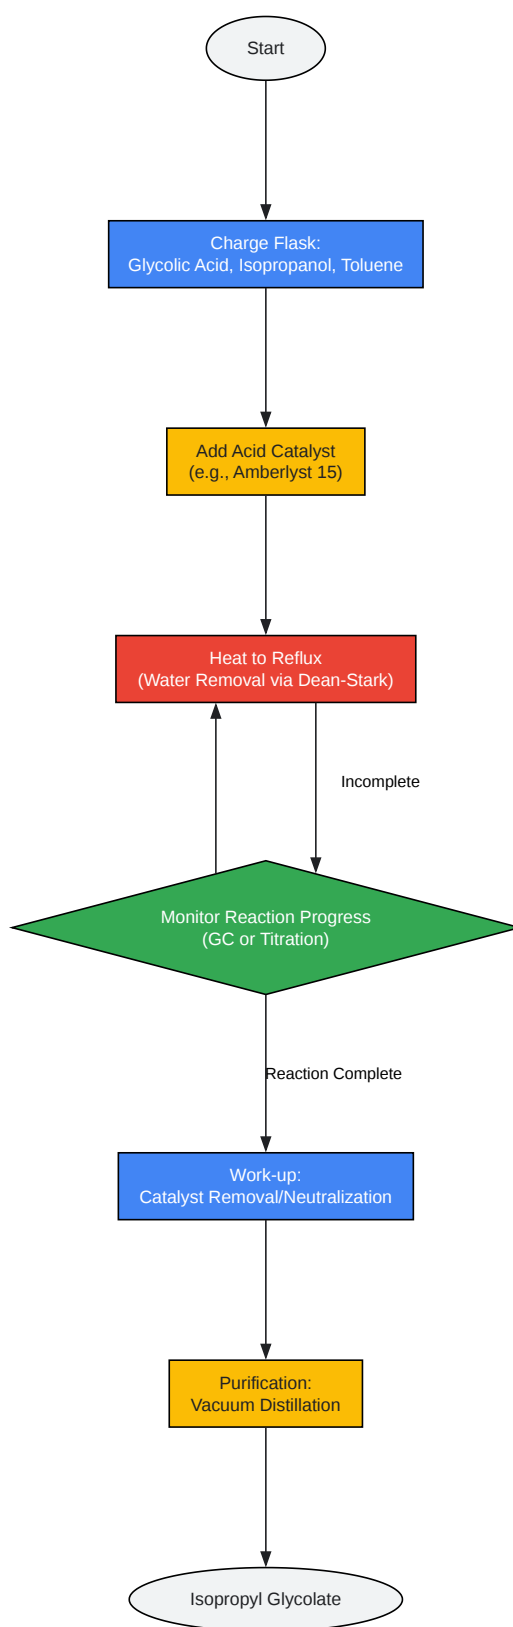 Start
Charge Flask:
Glycolic Acid, Isopropanol, Toluene
Add Acid Catalyst
(e.g., Amberlyst 15)
Heat to Reflux
(Water Removal via Dean-Stark)
Incomplete
Monitor Reaction Progress
(GC or Titration)
Reaction Complete
Work-up:
Catalyst Removal/Neutralization
Purification:
Vacuum Distillation
Isopropyl Glycolate